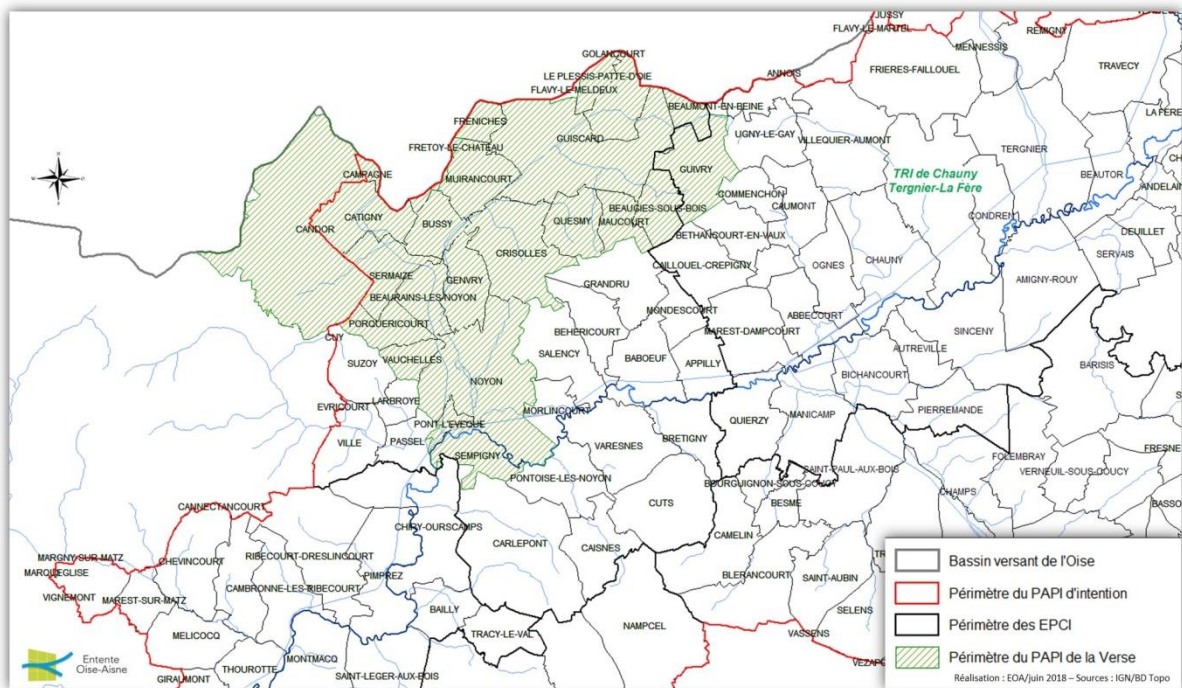 JUSSY
FLAVY-LE-MARTEL
REMIGNY
MENNESSIS
GOLANCOURT
TRAVECY
ANNOIS
FRIERES-FAILLOUEL
LE PLESSIS-PATTE-D'OIE
FLAVY-LE-MELDEUX
BEAUMONT-EN-BEINE
LA FERE
FRENICHES
UGNY-LE-GAY
VILLEQUIER-AUMONT
GUISCARD
FRETOY-LE-CHATEAU
TERGNIER
GUIVRY
CAMPAGNE
MUIRANCOURT
TRI de Chauny
Tergnier-La Fère
BEAUTOR
ANDELAIN
COMMENCHON
CAUMONT
BEAUGIES-SOUS-BOIS
CATIGNY
BUSSY
QUESMY
MAUCOURT
CONDREN
CANDOR
DEUILLET
BETHANCOURT-EN-VAUX
CRISOLLES
SERVAIS
CAILLOUEL-CREPIGNY
OGNES
CHAUNY
SERMAIZE
GENVRY
AMIGNY-ROUY
GRANDRU
BEAURAINS-LES-NOYON
MONDESCOURT
ABBECOURT
PORQUERICOURT
BEHERICOURT
MAREST-DAMPCOURT
SINCENY
CUY
SALENCY
BABOEUF
AUTREVILLE
SUZOY
VAUCHELLES
APPILLY
BARISIS
BICHANCOURT
NOYON
LARBROYE
EVRICOURT
MORLINCOURT
PIERREMANDE
QUIERZY
MANICAMP
PONT-L'EVEQUE
BRETIGNY
VILLE
PASSEL
VARESNES
SEMPIGNY
FOLEMBRAY
FRESNE
SAINT-PAUL-AUX-BOIS
VERNEUIL-SOUS-COUCY
PONTOISE-LES-NOYON
BOURGUIGNON-SOUS-COUCY
CHAMPS
CUTS
BESME
BASSO
CANNECTANCOURT
CHIRY-OURSCAMPS
CAMELIN
CARLEPONT
CAISNES
RIBECOURT-DRESLINCOURT
MARGNY-SUR-MATZ
CHEVINCOURT
MARQUEGLISE
PIMPREZ
BLERANCOURT
SAINT-AUBIN
CAMBRONNE-LES-RIBECOURT
VIGNEMONT
MAREST-SUR-MATZ
BAILLY
SELENS
NAMPCEL
TRACY-LE-VAL
VASSENS
MELICOCQ
MONTMACQ
THOUROTTE
SAINT-LEGER-AUX-BOIS
GIRAUMONT
Entente
Oise-Aisne
Bassin versant de l'Oise
Périmètre du PAPI d'intention
Périmètre des EPCI
Périmètre du PAPI de la Verse
Réalisation : EOA/juin 2018 – Sources : IGN/BD Topo